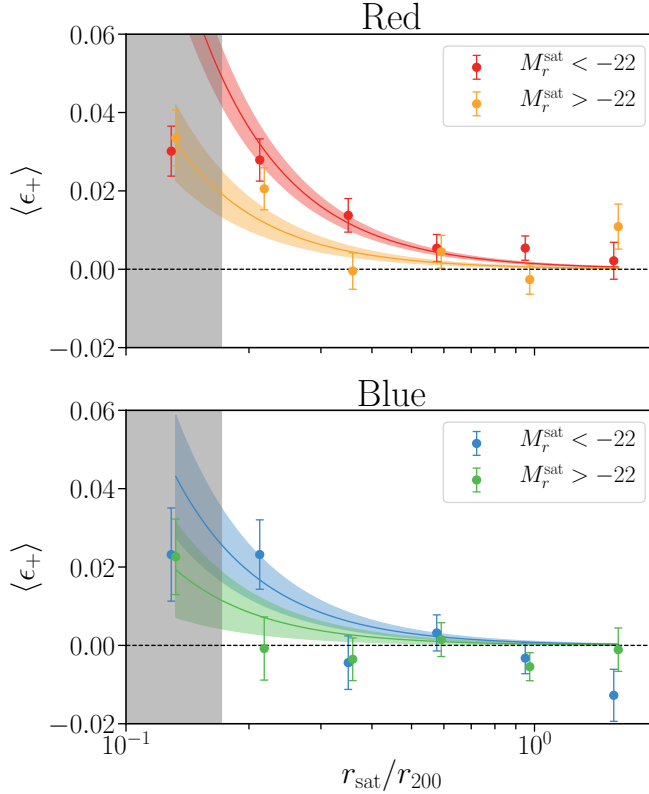 Red
0.06
0.04
0.02
0.00
−0.02
⟨ϵ₊⟩
M_r^sat < −22
M_r^sat > −22
Blue
0.06
0.04
0.02
0.00
−0.02
⟨ϵ₊⟩
M_r^sat < −22
M_r^sat > −22
10⁻¹
10⁰
r_sat/r_200